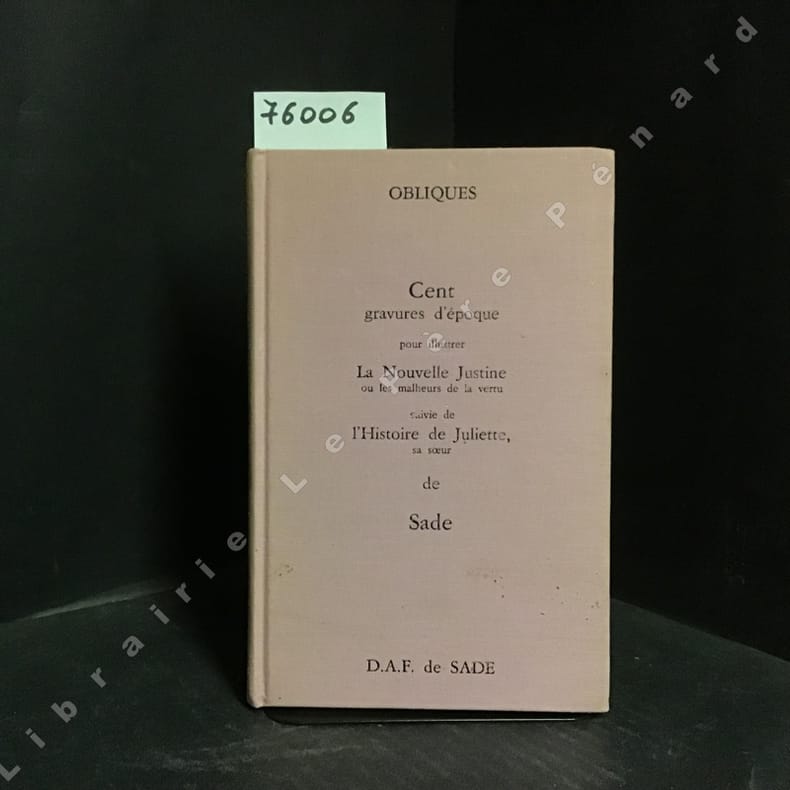 76006
OBLIQUES
Cent
gravures d'époque
pour illustrer
La Nouvelle Justine
ou les malheurs de la vertu
suivie de
l'Histoire de Juliette,
sa sœur
de
Sade
D.A.F. de SADE
Librairie Le Père Pénard